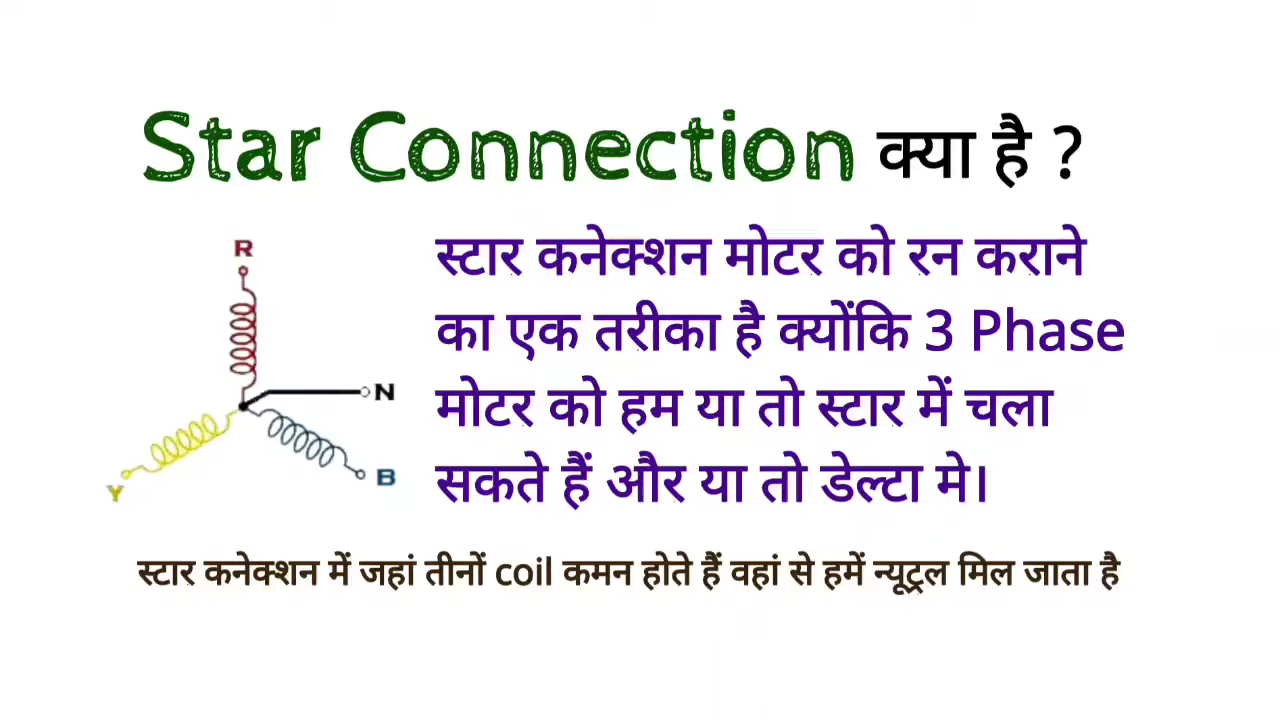 Star Connection क्या है ?
R
N
B
Y
स्टार कनेक्शन मोटर को रन कराने
का एक तरीका है क्योंकि 3 Phase
मोटर को हम या तो स्टार में चला
सकते हैं और या तो डेल्टा मे।
स्टार कनेक्शन में जहां तीनों coil कमन होते हैं वहां से हमें न्यूट्रल मिल जाता है